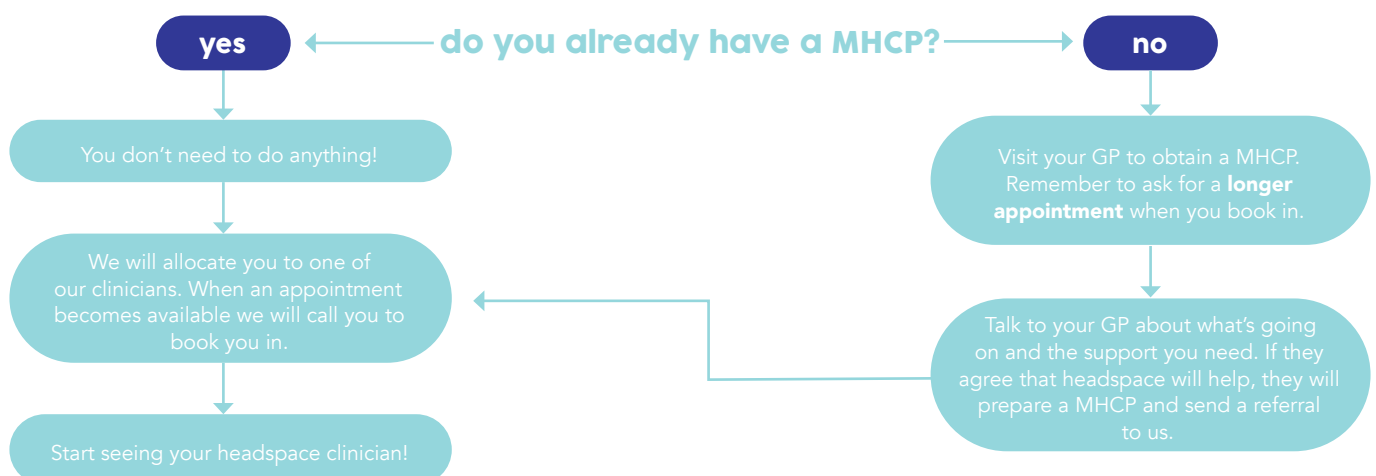 do you already have a MHCP?
yes
no
You don't need to do anything!
We will allocate you to one of
our clinicians. When an appointment
becomes available we will call you to
book you in.
Start seeing your headspace clinician!
Visit your GP to obtain a MHCP.
Remember to ask for a longer
appointment when you book in.
Talk to your GP about what's going
on and the support you need. If they
agree that headspace will help, they will
prepare a MHCP and send a referral
to us.